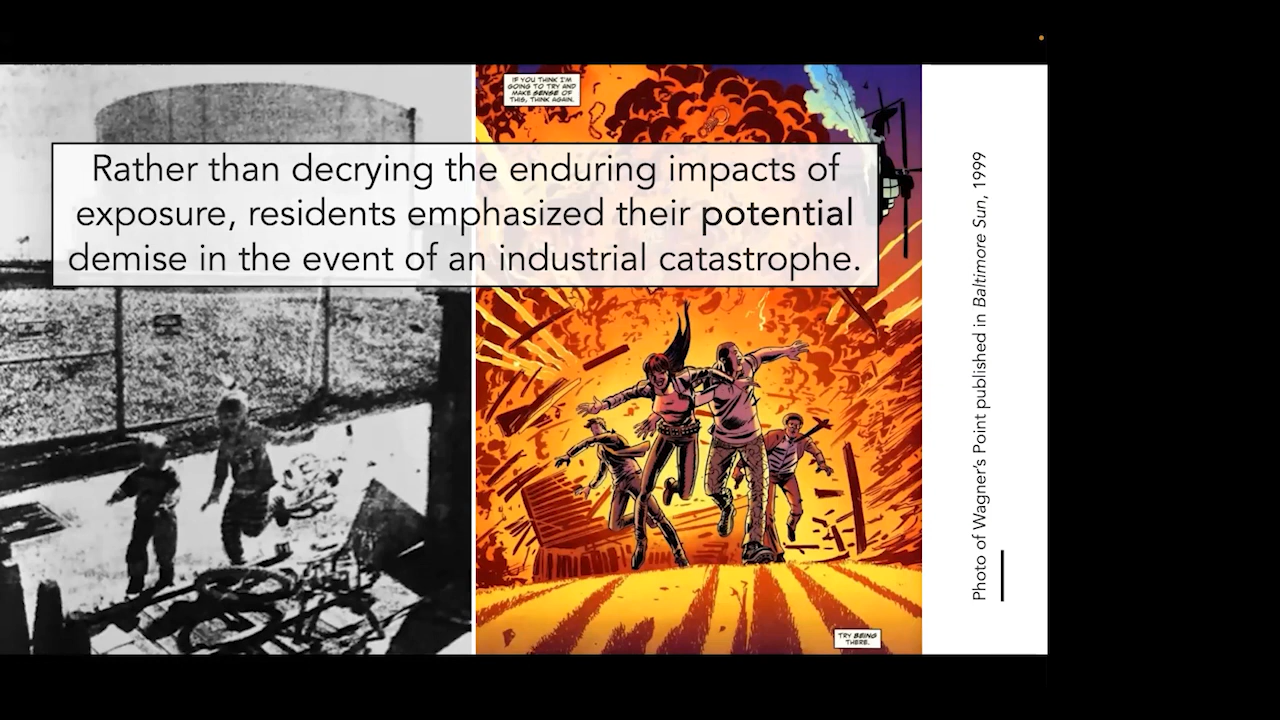 IF YOU THINK I'M
GOING TO TRY AND
MAKE SENSE OF
THIS, THINK AGAIN.
Rather than decrying the enduring impacts of
exposure, residents emphasized their potential
demise in the event of an industrial catastrophe.
TRY BEING
THERE.
Photo of Wagner's Point published in Baltimore Sun, 1999